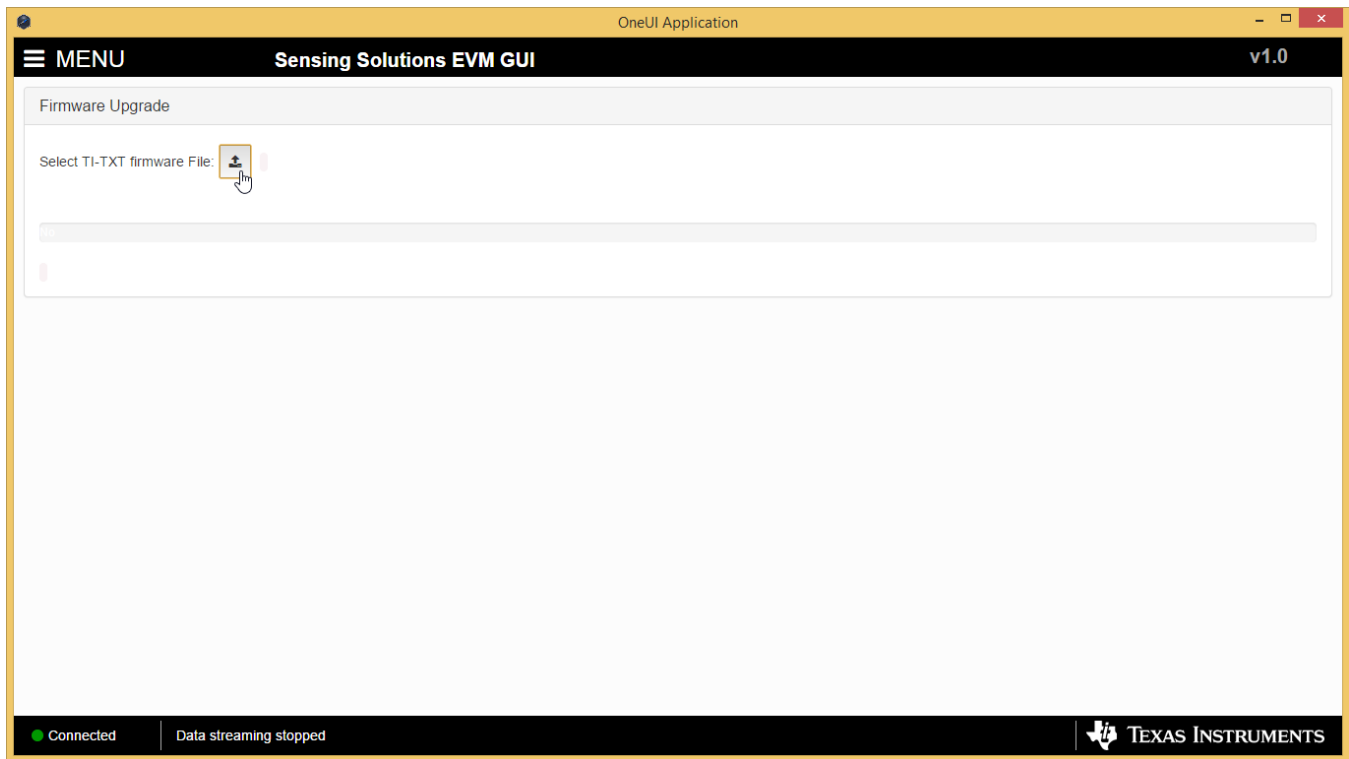 OneUI Application
MENU
Sensing Solutions EVM GUI
v1.0
Firmware Upgrade
Select TI-TXT firmware File:
No
Connected
Data streaming stopped
TEXAS INSTRUMENTS